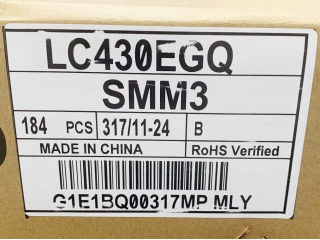 LC430EGQ
SMM3
184 PCS 317/11-24 B
MADE IN CHINA RoHS Verified
G1E1BQ00317MP MLY